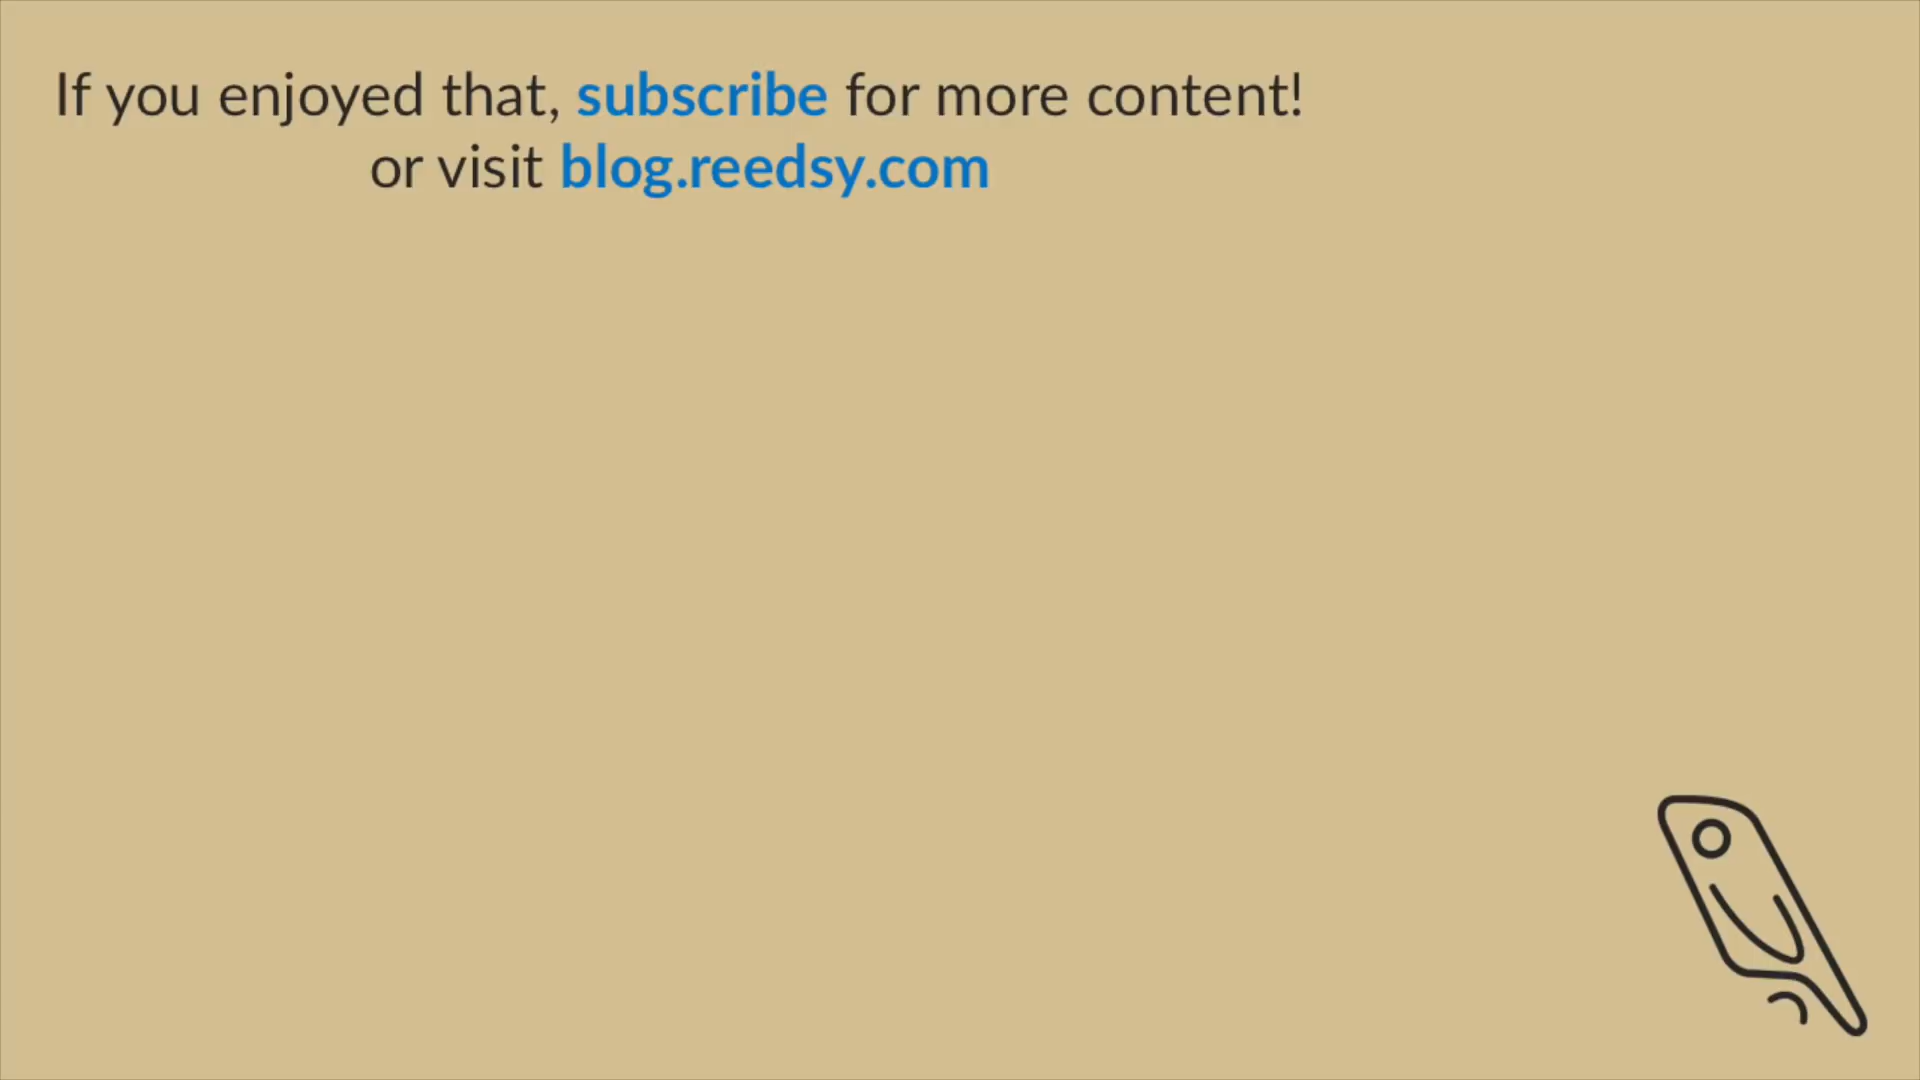 If you enjoyed that, subscribe for more content!
or visit blog.reedsy.com